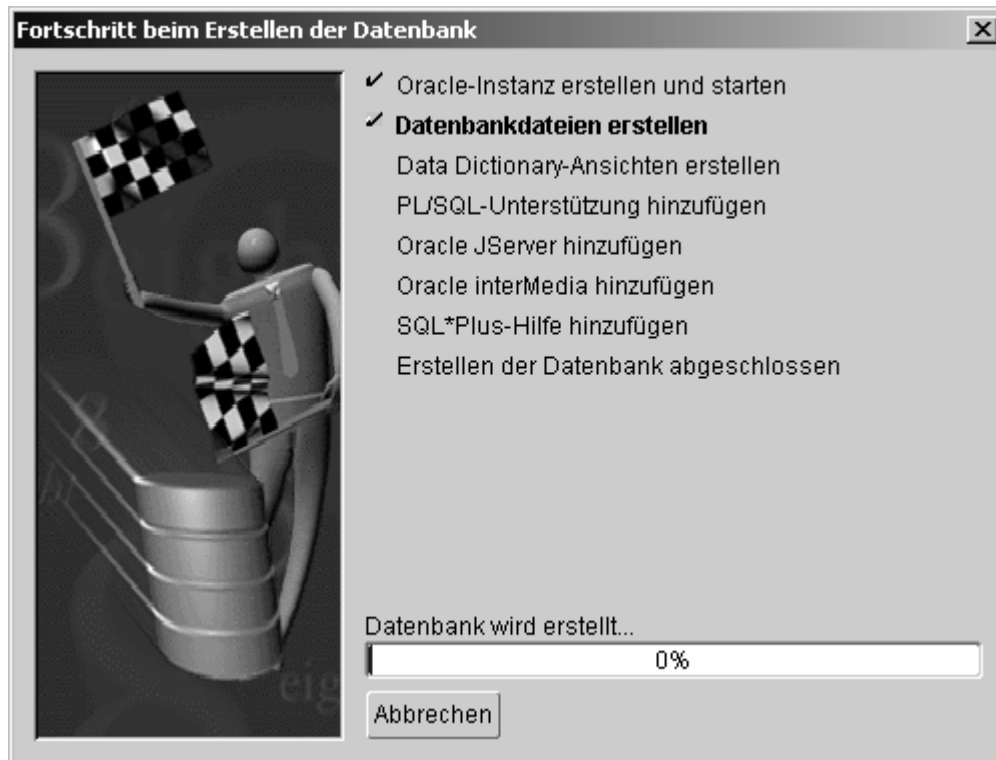 Fortschritt beim Erstellen der Datenbank
Oracle-Instanz erstellen und starten
Datenbankdateien erstellen
Data Dictionary-Ansichten erstellen
PL/SQL-Unterstützung hinzufügen
Oracle JServer hinzufügen
Oracle interMedia hinzufügen
SQL*Plus-Hilfe hinzufügen
Erstellen der Datenbank abgeschlossen
Datenbank wird erstellt...
0%
Abbrechen